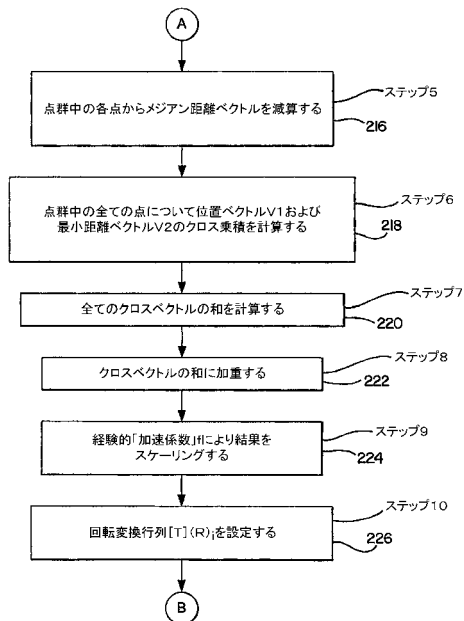 A
点群中の各点からメジアン距離ベクトルを減算する
ステップ5
216
点群中の全ての点について位置ベクトルV1および
最小距離ベクトルV2のクロス乗積を計算する
ステップ6
218
全てのクロスベクトルの和を計算する
ステップ7
220
クロスベクトルの和に加重する
ステップ8
222
経験的「加速係数」fにより結果を
スケーリングする
ステップ9
224
回転変換行列[T](R)iを設定する
ステップ10
226
B